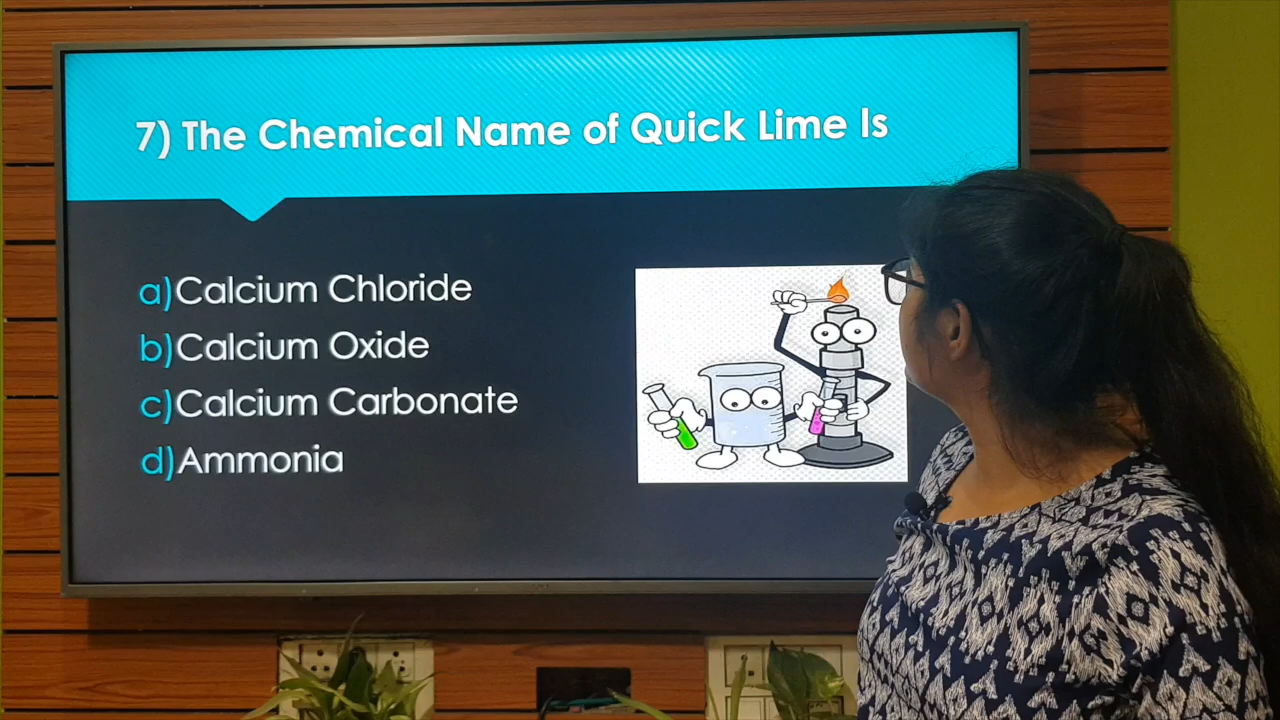 7) The Chemical Name of Quick Lime Is
a)Calcium Chloride
b)Calcium Oxide
c)Calcium Carbonate
d)Ammonia